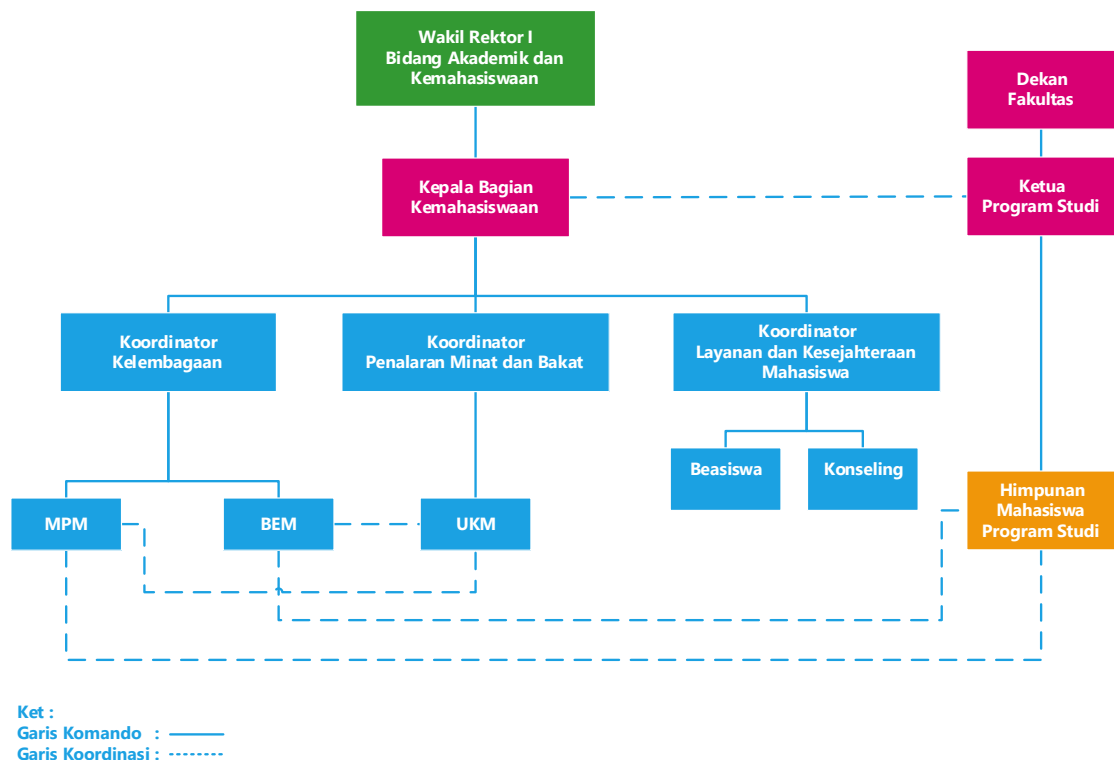 Wakil Rektor I
Bidang Akademik dan
Kemahasiswaan
Dekan
Fakultas
Kepala Bagian
Kemahasiswaan
Ketua
Program Studi
Koordinator
Kelembagaan
Koordinator
Penalaran Minat dan Bakat
Koordinator
Layanan dan Kesejahteraan
Mahasiswa
Beasiswa
Konseling
MPM
BEM
UKM
Himpunan
Mahasiswa
Program Studi
Ket :
Garis Komando :
Garis Koordinasi :